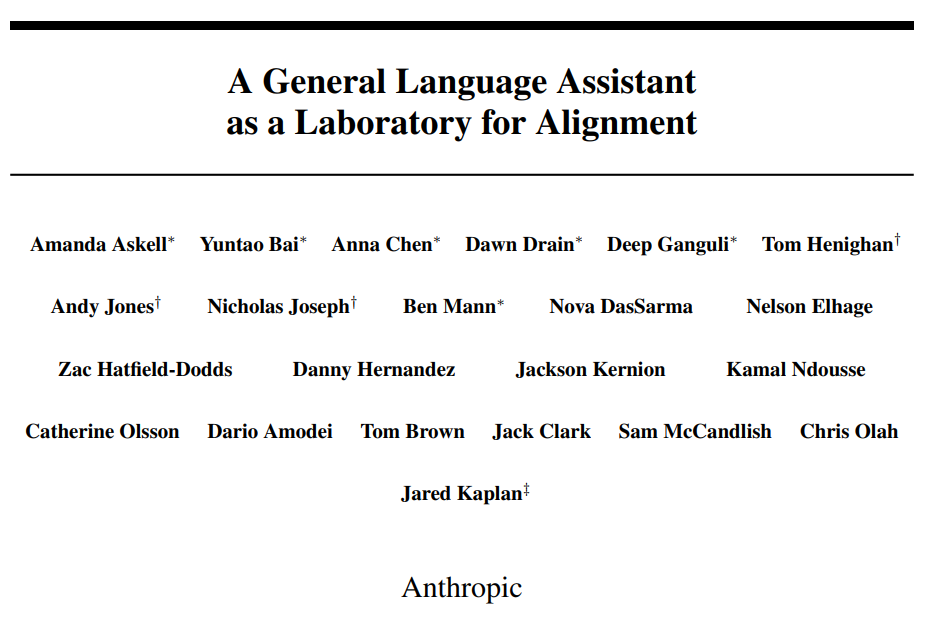 A General Language Assistant
as a Laboratory for Alignment
Amanda Askell* Yuntao Bai* Anna Chen* Dawn Drain* Deep Ganguli* Tom Henighan†
Andy Jones† Nicholas Joseph† Ben Mann* Nova DasSarma Nelson Elhage
Zac Hatfield-Dodds Danny Hernandez Jackson Kernion Kamal Ndousse
Catherine Olsson Dario Amodei Tom Brown Jack Clark Sam McCandlish Chris Olah
Jared Kaplan‡
Anthropic